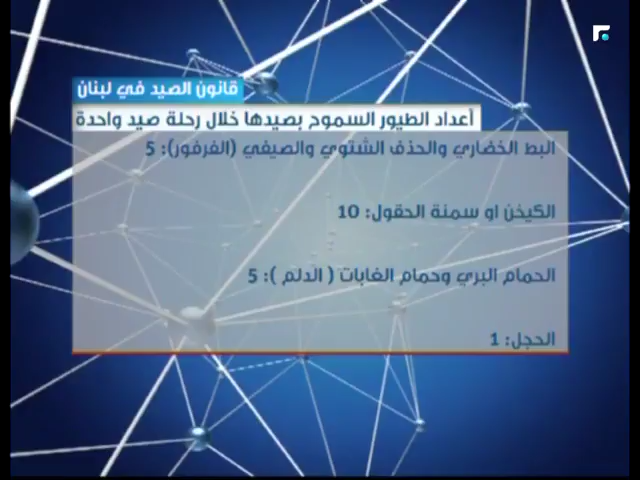 قانون الصيد في لبنان
أعداد الطيور السموح بصيدها خلال رحلة صيد واحدة
البط الخضاري والحذف الشتوي والصيفي (الفرفور): 5
الكيخن او سمنة الحقول: 10
الحمام البري وحمام الغابات ( الدلم ): 5
الحجل: 1